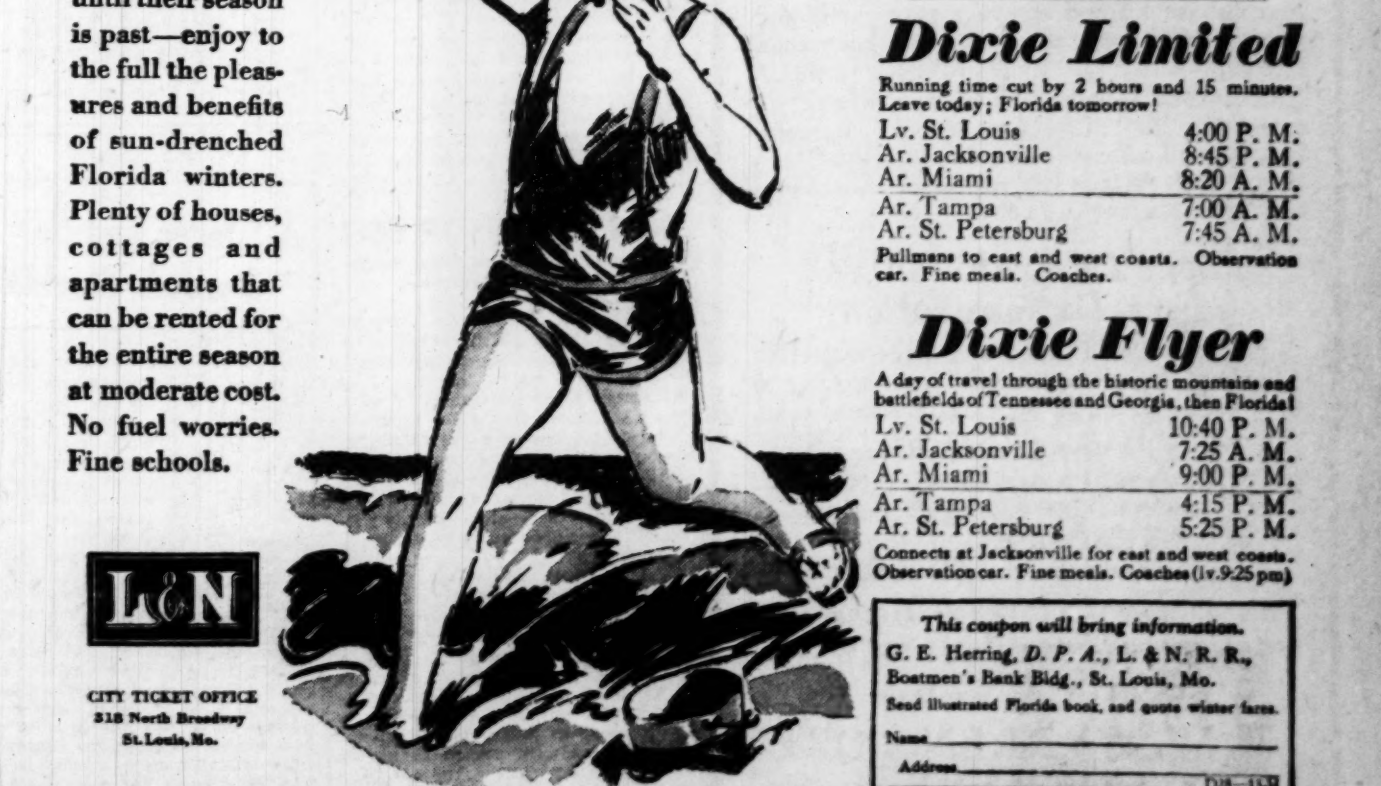 until their season
is past—enjoy to
the full the pleas-
ures and benefits
of sun-drenched
Florida winters.
Plenty of houses,
cottages and
apartments that
can be rented for
the entire season
at moderate cost.
No fuel worries.
Fine schools.
L&N
CITY TICKET OFFICE
318 North Broadway
St. Louis, Mo.
Dixie Limited
Running time cut by 2 hours and 15 minutes.
Leave today; Florida tomorrow!
Lv. St. Louis 4:00 P. M.
Ar. Jacksonville 8:45 P. M.
Ar. Miami 8:20 A. M.
Ar. Tampa 7:00 A. M.
Ar. St. Petersburg 7:45 A. M.
Pullmans to east and west coasts. Observation
car. Fine meals. Coaches.
Dixie Flyer
A day of travel through the historic mountains and
battlefields of Tennessee and Georgia, then Florida!
Lv. St. Louis 10:40 P. M.
Ar. Jacksonville 7:25 A. M.
Ar. Miami 9:00 P. M.
Ar. Tampa 4:15 P. M.
Ar. St. Petersburg 5:25 P. M.
Connects at Jacksonville for east and west coasts.
Observation car. Fine meals. Coaches (lv. 9:25 pm)
This coupon will bring information.
G. E. Herring, D. P. A., L. & N. R. R.,
Boatmen's Bank Bldg., St. Louis, Mo.
Send illustrated Florida book, and quote winter fares.
Name
Address